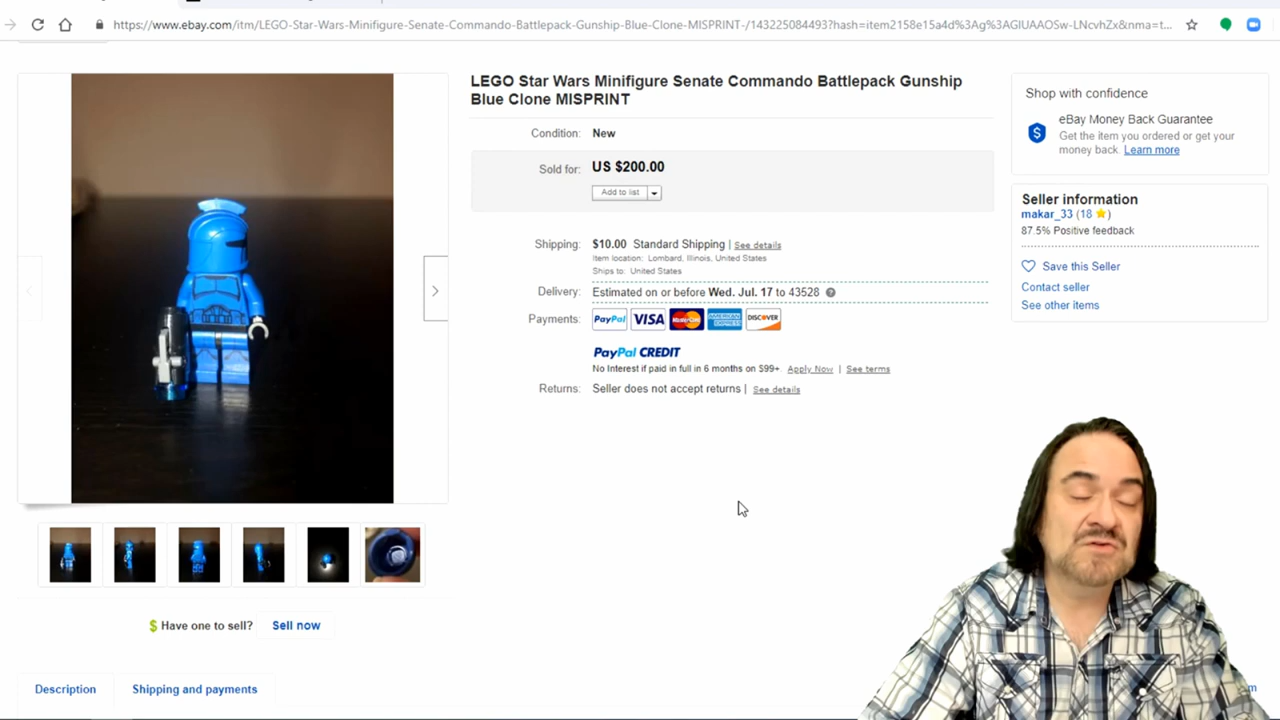 https://www.ebay.com/itm/LEGO-Star-Wars-Minifigure-Senate-Commando-Battlepack-Gunship-Blue-Clone-MISPRINT-/143225084493?hash=item2158e15a4d%3Ag%3AGIUAAOSw-LNcvhZx&nma=t...
LEGO Star Wars Minifigure Senate Commando Battlepack Gunship
Blue Clone MISPRINT
Condition: New
Sold for: US $200.00
Add to list
Shipping: $10.00 Standard Shipping | See details
Item location: Lombard, Illinois, United States
Ships to: United States
Delivery: Estimated on or before Wed. Jul. 17 to 43528
Payments: PayPal VISA MasterCard AMERICAN EXPRESS DISCOVER
PayPal CREDIT
No Interest if paid in full in 6 months on $99+. Apply Now | See terms
Returns: Seller does not accept returns | See details
Shop with confidence
eBay Money Back Guarantee
Get the item you ordered or get your
money back. Learn more
Seller information
makar_33 (18 )
87.5% Positive feedback
Save this Seller
Contact seller
See other items
$ Have one to sell? Sell now
Description
Shipping and payments